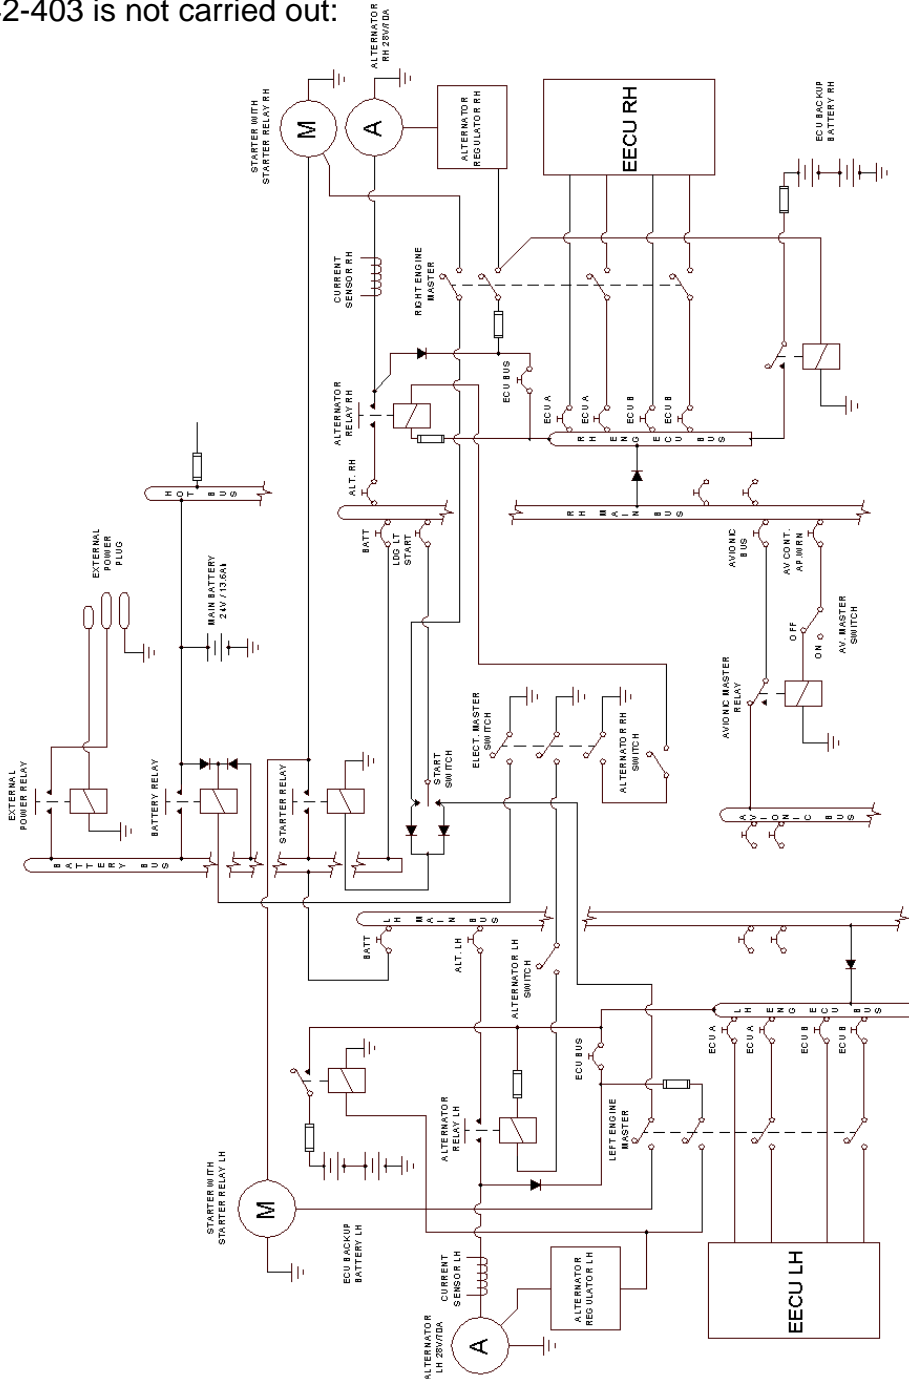 42-403 is not carried out:
EXTERNAL
POWER RELAY
EXTERNAL
POWER
PLUG
BATTERY RELAY
MAIN BATTERY
24V / 13.6Ah
HOT BUS
BATTERY BUS
STARTER RELAY
STARTER WITH
STARTER RELAY LH
M
STARTER WITH
STARTER RELAY RH
M
ALTERNATOR
RH 28V/70A
A
ALTERNATOR
REGULATOR RH
CURRENT
SENSOR RH
ALTERNATOR
RELAY RH
ALT. RH
BATT
LDG LT
START
START
SWITCH
RIGHT ENGINE
MASTER
ECU BUS
EECU RH
ECU A
ECU A
ECU B
ECU B
RH ENG ECU BUS
ECU BACKUP
BATTERY RH
RH MAIN BUS
ELECT. MASTER
SWITCH
ALTERNATOR RH
SWITCH
AVIONIC
BUS
AV. CONT.
AP.WRN
OFF
ON
AV. MASTER
SWITCH
AVIONIC MASTER
RELAY
AVIONIC BUS
LH MAIN BUS
BATT
ALT. LH
ALTERNATOR LH
SWITCH
ECU BACKUP
BATTERY LH
ALTERNATOR
RELAY LH
ECU BUS
LEFT ENGINE
MASTER
CURRENT
SENSOR LH
ALTERNATOR
LH 28V/70A
A
ALTERNATOR
REGULATOR LH
LH ENG ECU BUS
ECU A
ECU A
ECU B
ECU B
EECU LH